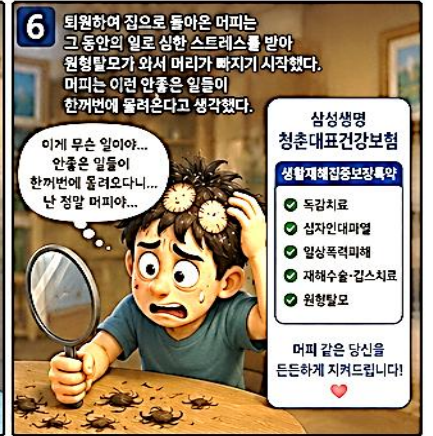 6
퇴원하여 집으로 돌아온 머피는
그 동안의 일로 심한 스트레스를 받아
원형탈모가 와서 머리가 빠지기 시작했다.
머피는 이런 안좋은 일들이
한꺼번에 몰려온다고 생각했다.
이게 무슨 일이야...
안좋은 일들이
한꺼번에 몰려오다니...
난 정말 머피야...
삼성생명
청춘대표건강보험
생활재해집중보장특약
독감치료
십자인대파열
일상폭력피해
재해수술·깁스치료
원형탈모
머피 같은 당신을
든든하게 지켜드립니다!